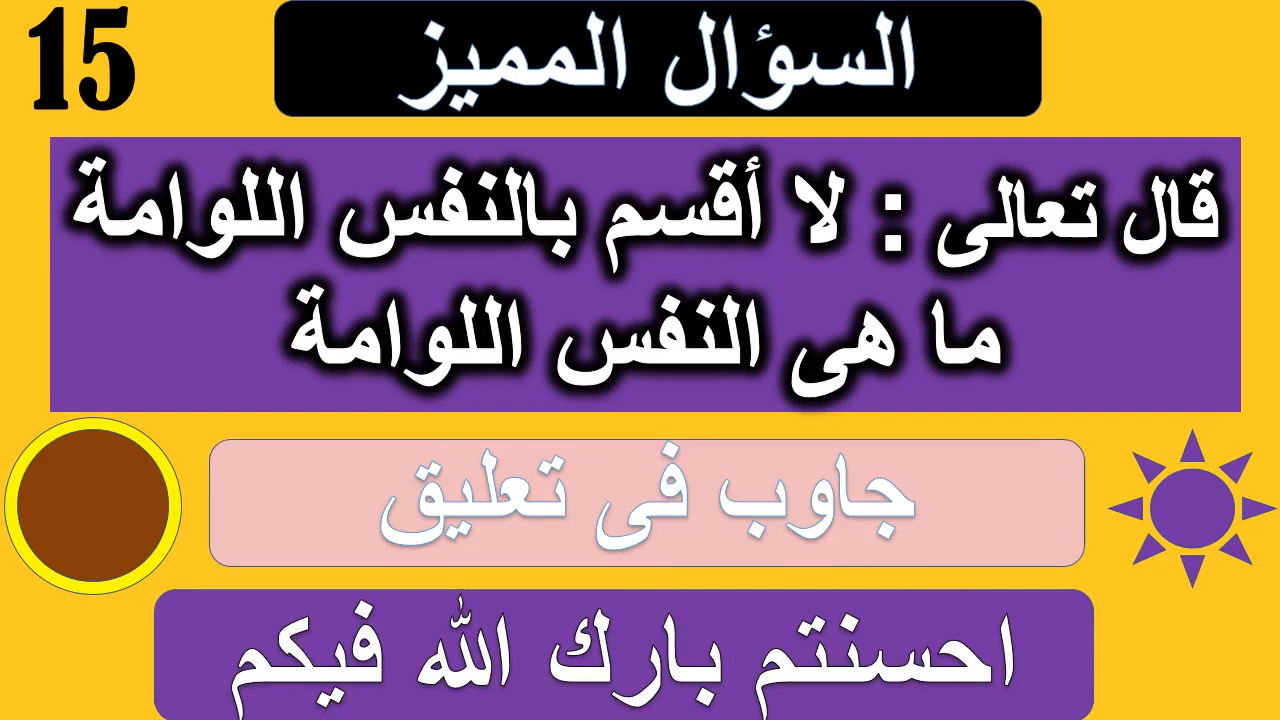 15
السؤال المميز
قال تعالى : لا أقسم بالنفس اللوامة
ما هى النفس اللوامة
جاوب فى تعليق
احسنتم بارك الله فيكم